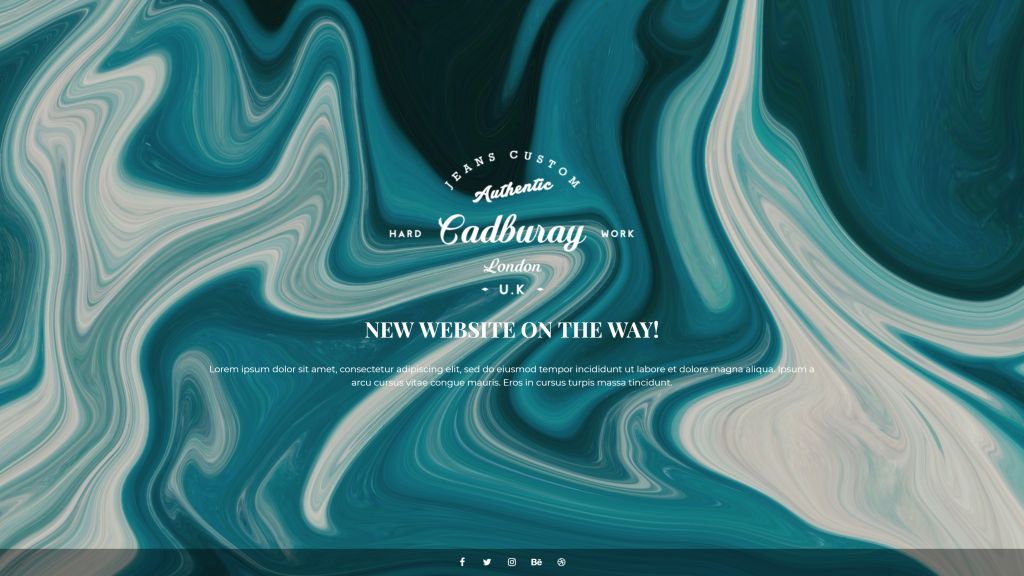 JEANS CUSTOM
Authentic
HARD Cadburay WORK
London
U.K
NEW WEBSITE ON THE WAY!
Lorem ipsum dolor sit amet, consectetur adipiscing elit, sed do eiusmod tempor incididunt ut labore et dolore magna aliqua. Ipsum a
arcu cursus vitae congue mauris. Eros in cursus turpis massa tincidunt.
Bē